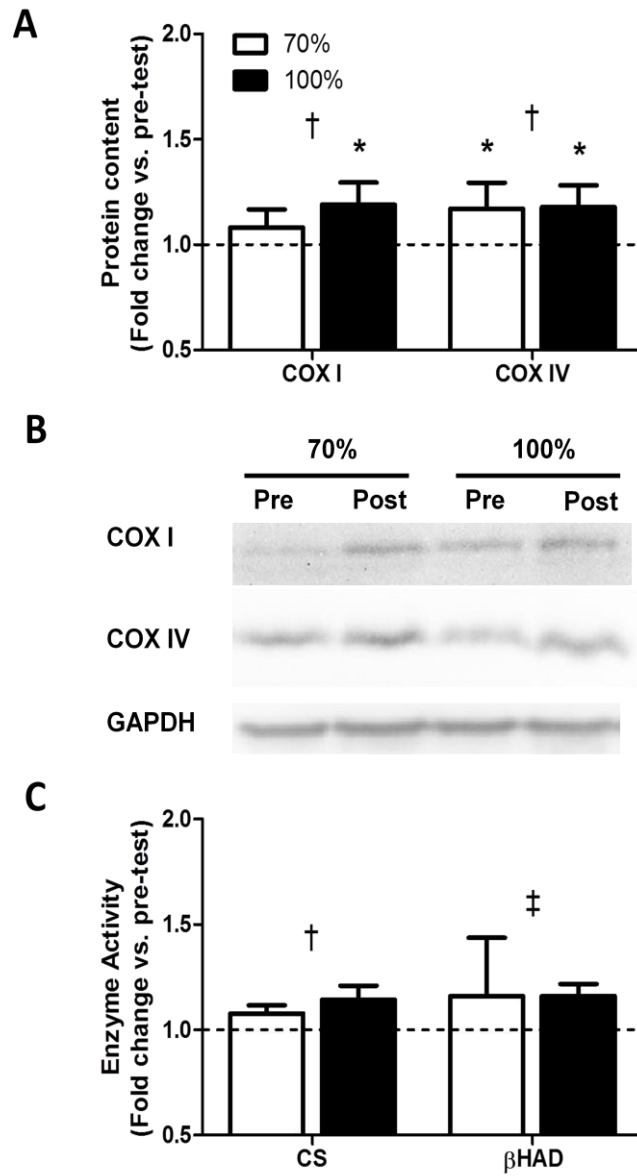 A
Protein content
(Fold change vs. pre-test)
2.0
1.5
1.0
0.5
70%
100%
†
*
*
†
*
COX I
COX IV
B
70%
100%
Pre
Post
Pre
Post
COX I
COX IV
GAPDH
C
Enzyme Activity
(Fold change vs. pre-test)
2.0
1.5
1.0
0.5
†
‡
CS
βHAD